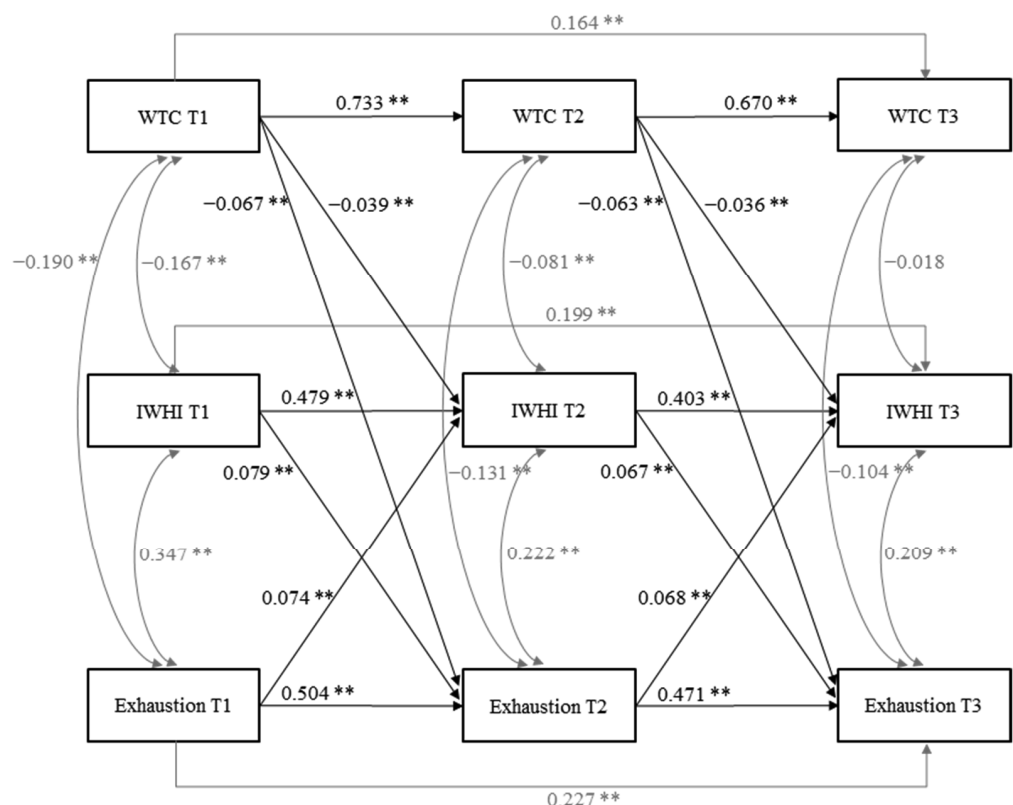 0.164 **
WTC T1
0.733 **
WTC T2
0.670 **
WTC T3
−0.067 **
−0.039 **
−0.063 **
−0.036 **
−0.190 **
−0.167 **
−0.081 **
−0.018
0.199 **
IWHI T1
0.479 **
IWHI T2
0.403 **
IWHI T3
0.079 **
−0.131 **
0.067 **
−0.104 **
0.347 **
0.222 **
0.209 **
0.074 **
0.068 **
Exhaustion T1
0.504 **
Exhaustion T2
0.471 **
Exhaustion T3
0.227 **